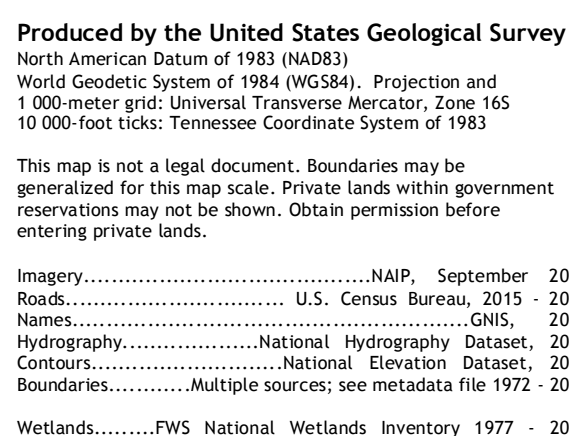 Produced by the United States Geological Survey
North American Datum of 1983 (NAD83)
World Geodetic System of 1984 (WGS84). Projection and
1 000-meter grid: Universal Transverse Mercator, Zone 16S
10 000-foot ticks: Tennessee Coordinate System of 1983
This map is not a legal document. Boundaries may be
generalized for this map scale. Private lands within government
reservations may not be shown. Obtain permission before
entering private lands.
Imagery..........................................NAIP, September 20
Roads................................ U.S. Census Bureau, 2015 - 20
Names..........................................................GNIS, 20
Hydrography....................National Hydrography Dataset, 20
Contours............................National Elevation Dataset, 20
Boundaries............Multiple sources; see metadata file 1972 - 20
Wetlands.........FWS National Wetlands Inventory 1977 - 20